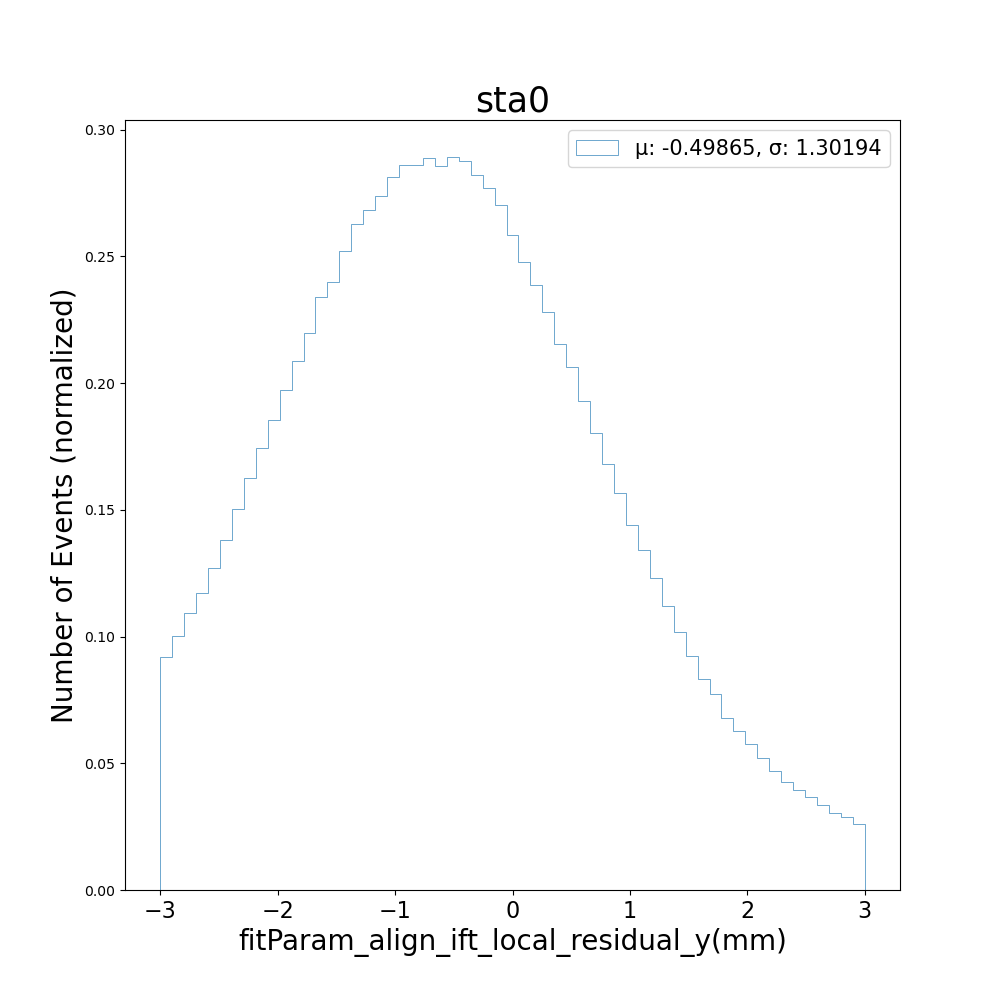 sta0
μ: -0.49865, σ: 1.30194
Number of Events (normalized)
0.30
0.25
0.20
0.15
0.10
0.05
0.00
−3 −2 −1 0 1 2 3
fitParam_align_ift_local_residual_y(mm)